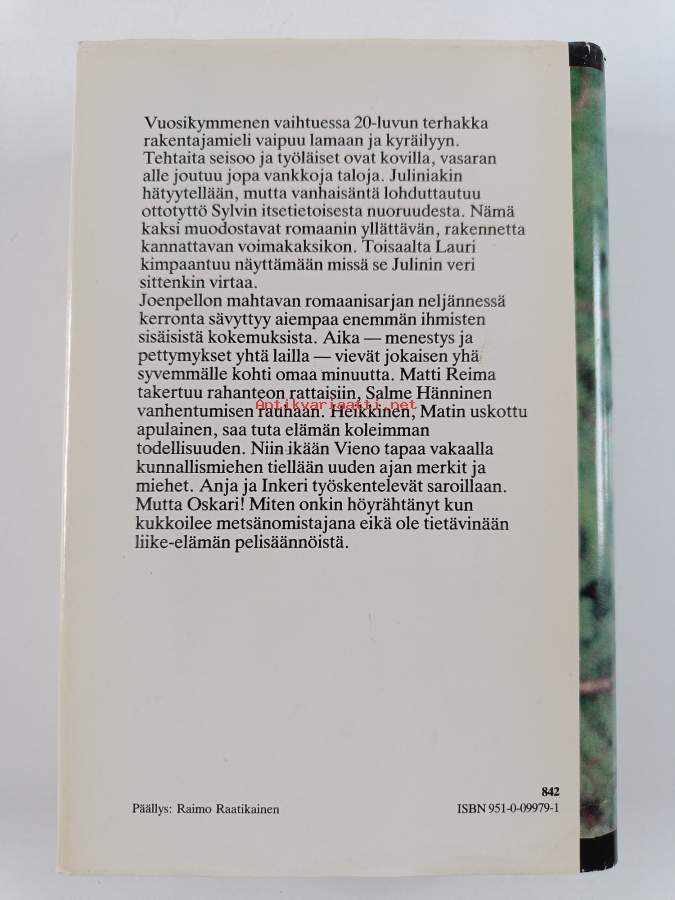 Vuosikymmenen vaihtuessa 20-luvun terhakka
rakentajamieli vaipuu lamaan ja kyräilyyn.
Tehtaita seisoo ja työläiset ovat kovilla, vasaran
alle joutuu jopa vankkoja taloja. Juliniakin
hätyytellään, mutta vanhaisäntä lohduttautuu
ottotyttö Sylvin itsetietoisesta nuoruudesta. Nämä
kaksi muodostavat romaanin yllättävän, rakennetta
kannattavan voimakaksikon. Toisaalta Lauri
kimpaantuu näyttämään missä se Julinin veri
sittenkin virtaa.
Joenpellon mahtavan romaanisarjan neljännessä
kerronta sävyttyy aiempaa enemmän ihmisten
sisäisistä kokemuksista. Aika — menestys ja
pettymykset yhtä lailla — vievät jokaisen yhä
syvemmälle kohti omaa minuutta. Matti Reima
takertuu rahanteon rattaisiin, Salme Hänninen
Antikvariaatti.net
vanhentumisen rauhaan. Heikkinen, Matin uskottu
apulainen, saa tuta elämän koleimman
todellisuuden. Niin ikään Vieno tapaa vakaalla
kunnallismiehen tiellään uuden ajan merkit ja
miehet. Anja ja Inkeri työskentelevät saroillaan.
Mutta Oskari! Miten onkin höyrähtänyt kun
kukkoilee metsänomistajana eikä ole tietävinään
liike-elämän pelisäännöistä.
842
Päällys: Raimo Raatikainen
ISBN 951-0-09979-1